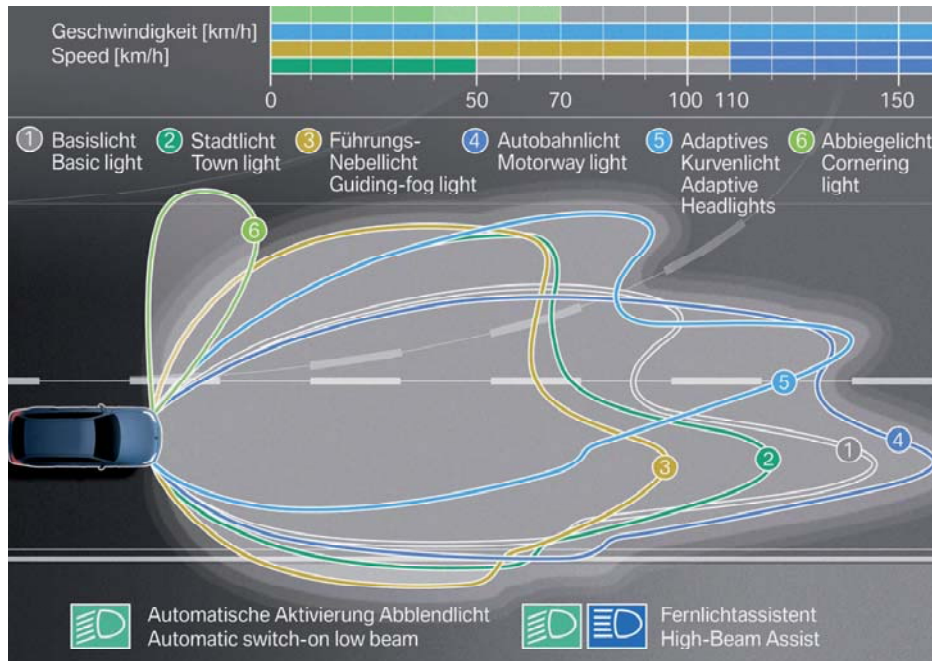 Geschwindigkeit [km/h]
Speed [km/h]
0 50 70 100 110 150
1 Basislicht
Basic light
2 Stadtlicht
Town light
3 Führungs-
Nebellicht
Guiding-fog light
4 Autobahnlicht
Motorway light
5 Adaptives
Kurvenlicht
Adaptive
Headlights
6 Abbiegelicht
Cornering
light
6
5
4
1
2
3
Automatische Aktivierung Abblendlicht
Automatic switch-on low beam
Fernlichtassistent
High-Beam Assist